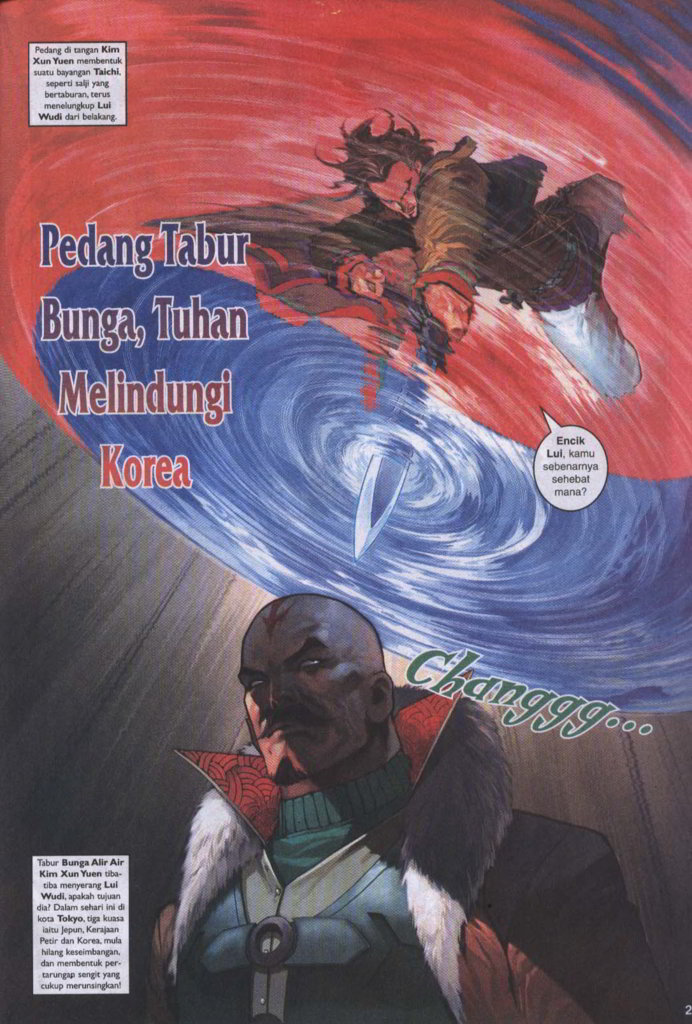 Pedang di tangan Kim
Xun Yuen membentuk
suatu bayangan Taichi,
seperti salji yang
bertaburan, terus
menelungkup Lui
Wudi dari belakang.
Pedang Tabur
Bunga, Tuhan
Melindungi
Korea
Encik
Lui, kamu
sebenarnya
sehebat
mana?
Changgg...
Tabur Bunga Alir Air
Kim Xun Yuen tiba-
tiba menyerang Lui
Wudi, apakah tujuan
dia? Dalam sehari ini di
kota Tokyo, tiga kuasa
iaitu Jepun, Kerajaan
Petir dan Korea, mula
hilang keseimbangan,
dan membentuk per-
tarungap sengit yang
cukup merunsingkan!
2